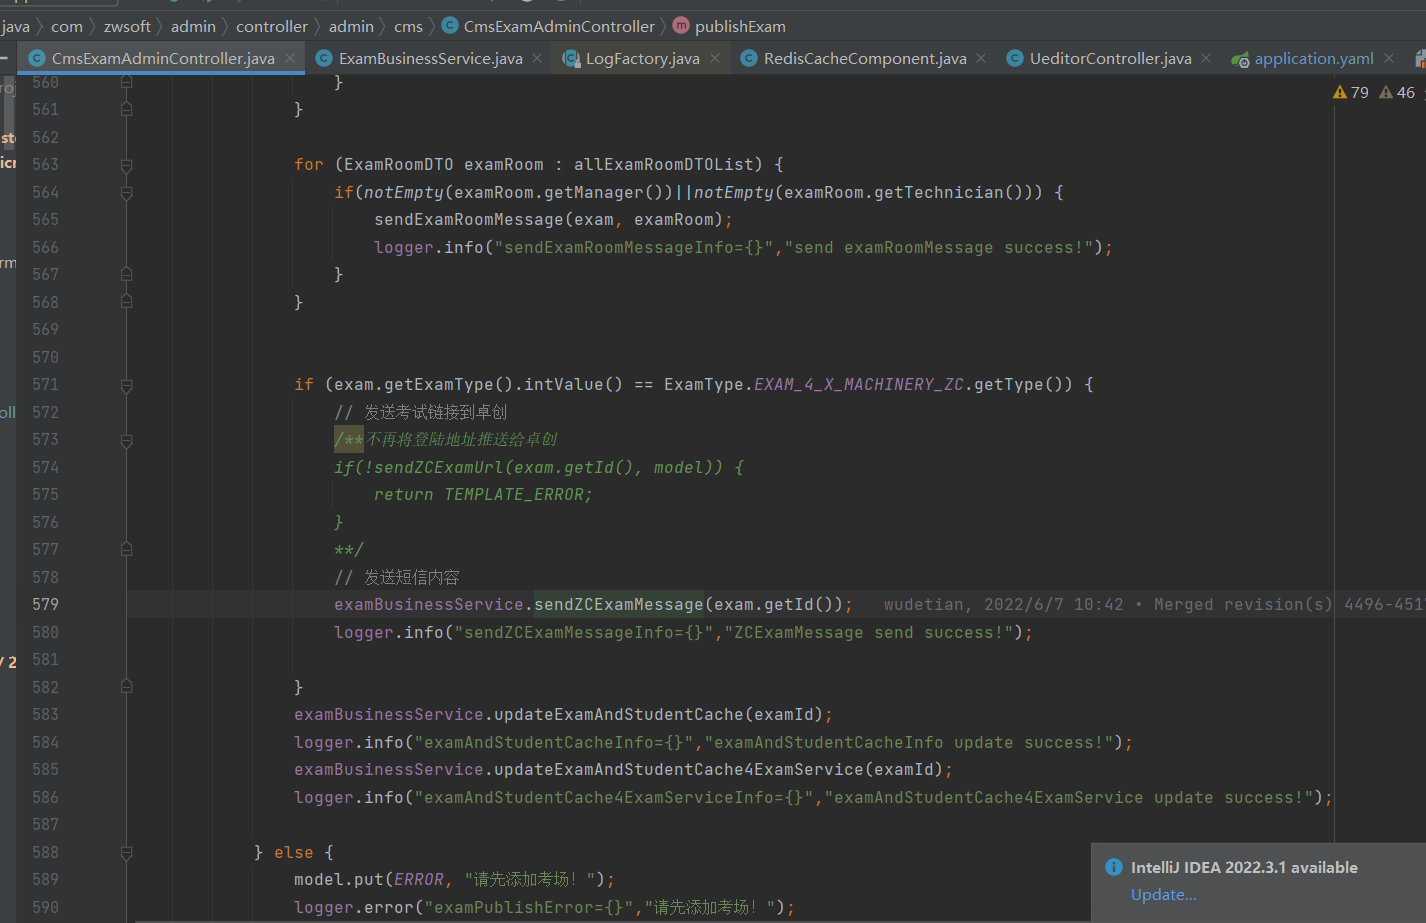 java com zwsoft admin controller admin cms CmsExamAdminController publishExam
CmsExamAdminController.java ExamBusinessService.java LogFactory.java RedisCacheComponent.java UeditorController.java application.yaml
79 46
560 }
561 }
562
563 for (ExamRoomDTO examRoom : allExamRoomDTOList) {
564 if(notEmpty(examRoom.getManager())||notEmpty(examRoom.getTechnician())) {
565 sendExamRoomMessage(exam, examRoom);
566 logger.info("sendExamRoomMessageInfo={}","send examRoomMessage success!");
567 }
568 }
569
570
571 if (exam.getExamType().intValue() == ExamType.EXAM_4_X_MACHINERY_ZC.getType()) {
572 // 发送考试链接到卓创
573 /**不再将登陆地址推送给卓创
574 if(!sendZCExamUrl(exam.getId(), model)) {
575 return TEMPLATE_ERROR;
576 }
577 **/
578 // 发送短信内容
579 examBusinessService.sendZCExamMessage(exam.getId()); wudetian, 2022/6/7 10:42 • Merged revision(s) 4496-451
580 logger.info("sendZCExamMessageInfo={}","ZCExamMessage send success!");
581
582 }
583 examBusinessService.updateExamAndStudentCache(examId);
584 logger.info("examAndStudentCacheInfo={}","examAndStudentCacheInfo update success!");
585 examBusinessService.updateExamAndStudentCache4ExamService(examId);
586 logger.info("examAndStudentCache4ExamServiceInfo={}","examAndStudentCache4ExamService update success!");
587
588 } else {
589 model.put(ERROR, "请先添加考场！");
590 logger.error("examPublishError={}","请先添加考场！");
IntelliJ IDEA 2022.3.1 available
Update...